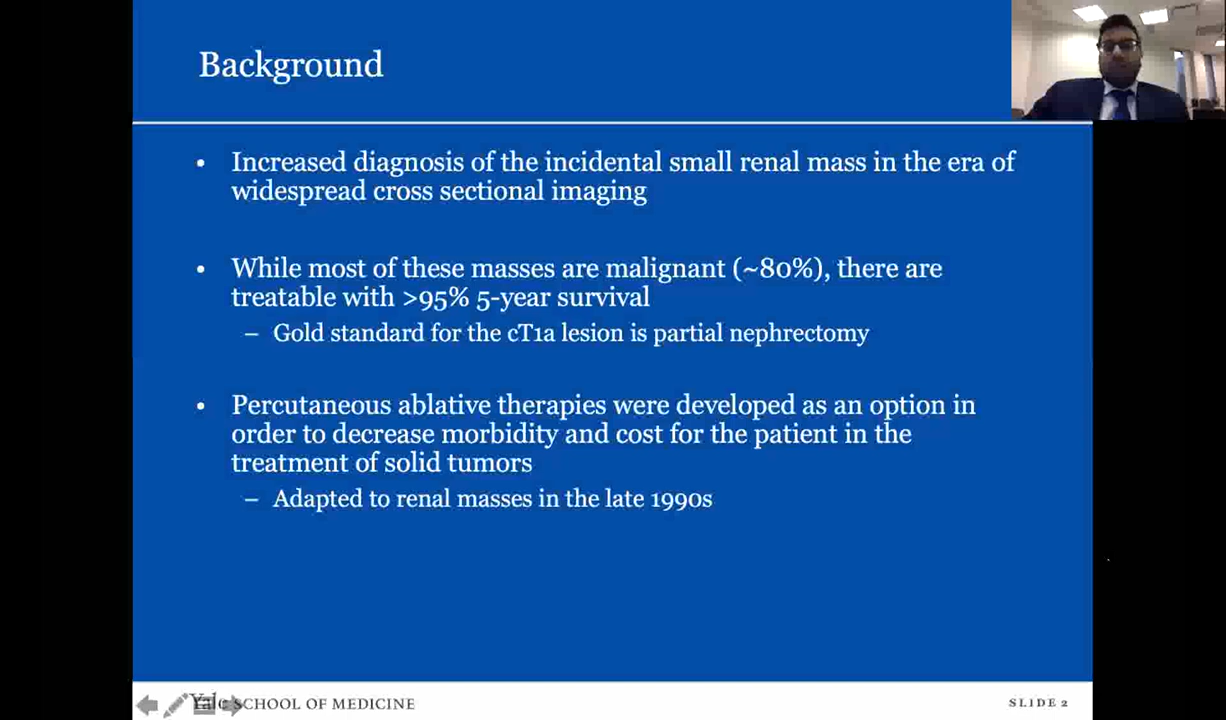 Background
• Increased diagnosis of the incidental small renal mass in the era of
widespread cross sectional imaging
• While most of these masses are malignant (~80%), there are
treatable with >95% 5-year survival
– Gold standard for the cT1a lesion is partial nephrectomy
• Percutaneous ablative therapies were developed as an option in
order to decrease morbidity and cost for the patient in the
treatment of solid tumors
– Adapted to renal masses in the late 1990s
Yale SCHOOL OF MEDICINE
SLIDE 2